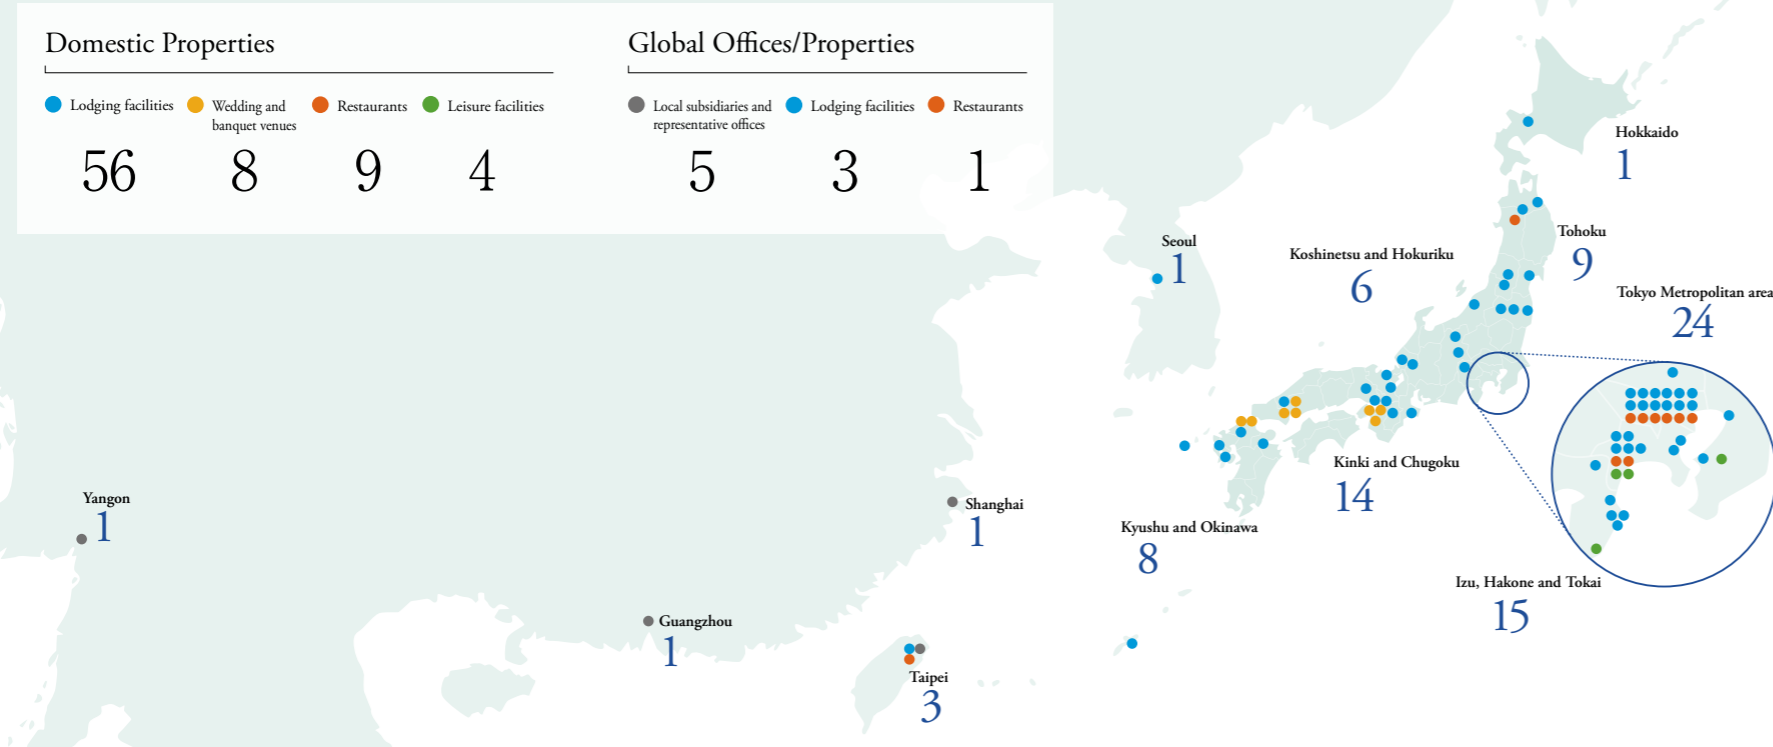 Domestic Properties
Lodging facilities
Wedding and
banquet venues
Restaurants
Leisure facilities
56
8
9
4
Global Offices/Properties
Local subsidiaries and
representative offices
Lodging facilities
Restaurants
5
3
1
Hokkaido
1
Tohoku
9
Seoul
1
Koshinetsu and Hokuriku
6
Tokyo Metropolitan area
24
Kinki and Chugoku
14
Yangon
1
Shanghai
1
Kyushu and Okinawa
8
Izu, Hakone and Tokai
15
Guangzhou
1
Taipei
3